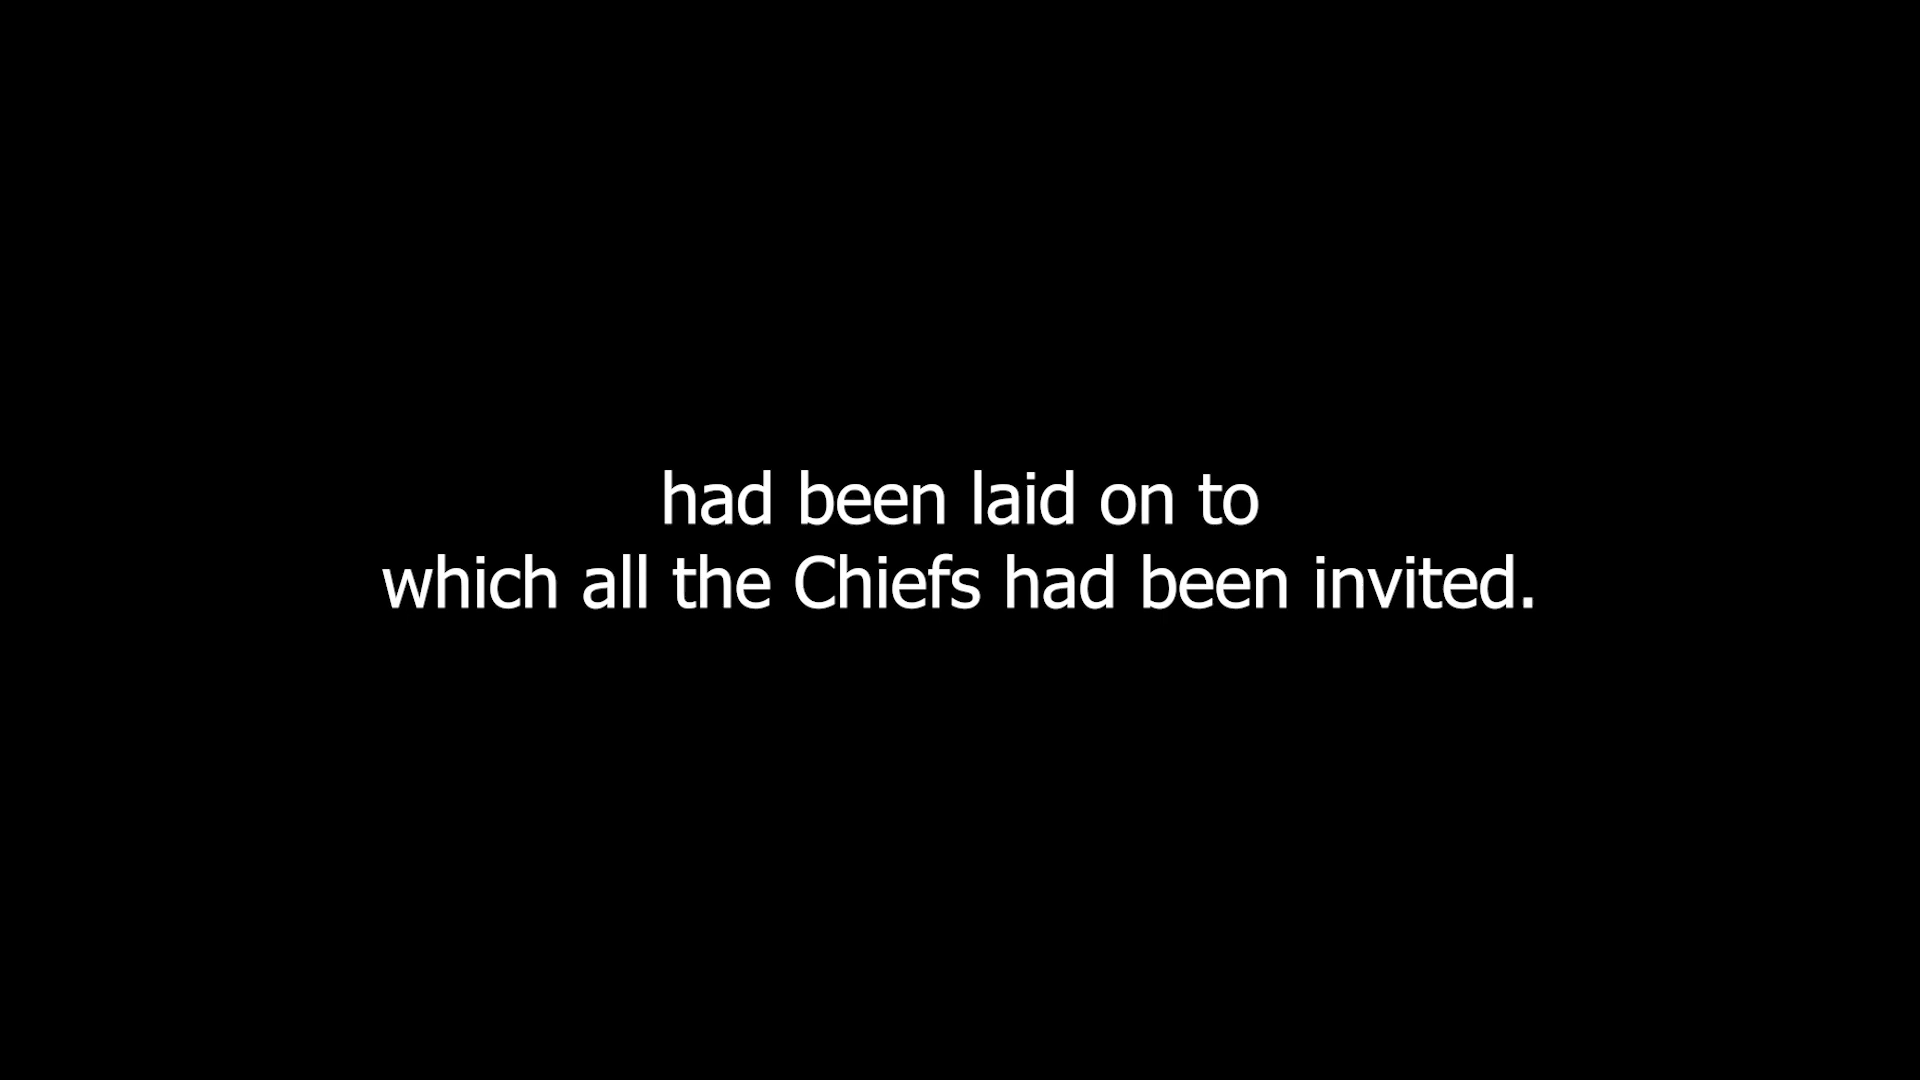 had been laid on to
which all the Chiefs had been invited.